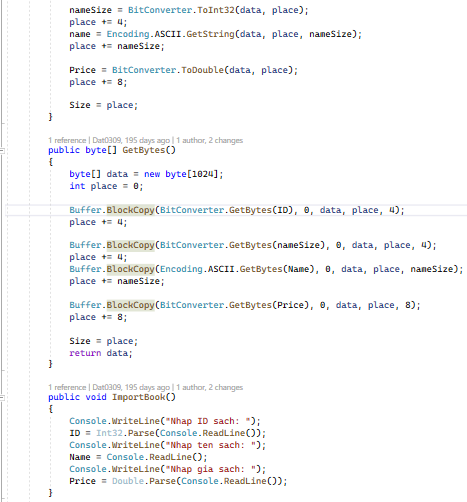 nameSize = BitConverter.ToInt32(data, place);
place += 4;
name = Encoding.ASCII.GetString(data, place, nameSize);
place += nameSize;
Price = BitConverter.ToDouble(data, place);
place += 8;
Size = place;
}
1 reference | Dat0309, 195 days ago | 1 author, 2 changes
public byte[] GetBytes()
{
byte[] data = new byte[1024];
int place = 0;
Buffer.BlockCopy(BitConverter.GetBytes(ID), 0, data, place, 4);
place += 4;
Buffer.BlockCopy(BitConverter.GetBytes(nameSize), 0, data, place, 4);
place += 4;
Buffer.BlockCopy(Encoding.ASCII.GetBytes(Name), 0, data, place, nameSize);
place += nameSize;
Buffer.BlockCopy(BitConverter.GetBytes(Price), 0, data, place, 8);
place += 8;
Size = place;
return data;
}
1 reference | Dat0309, 195 days ago | 1 author, 2 changes
public void ImportBook()
{
Console.WriteLine("Nhap ID sach: ");
ID = Int32.Parse(Console.ReadLine());
Console.WriteLine("Nhap ten sach: ");
Name = Console.ReadLine();
Console.WriteLine("Nhap gia sach: ");
Price = Double.Parse(Console.ReadLine());
}